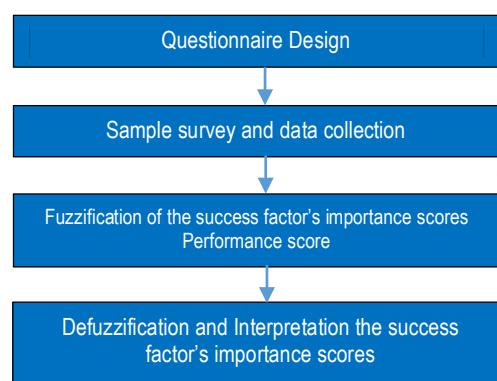 Questionnaire Design
Sample survey and data collection
Fuzzification of the success factor's importance scores
Performance score
Defuzzification and Interpretation the success
factor's importance scores